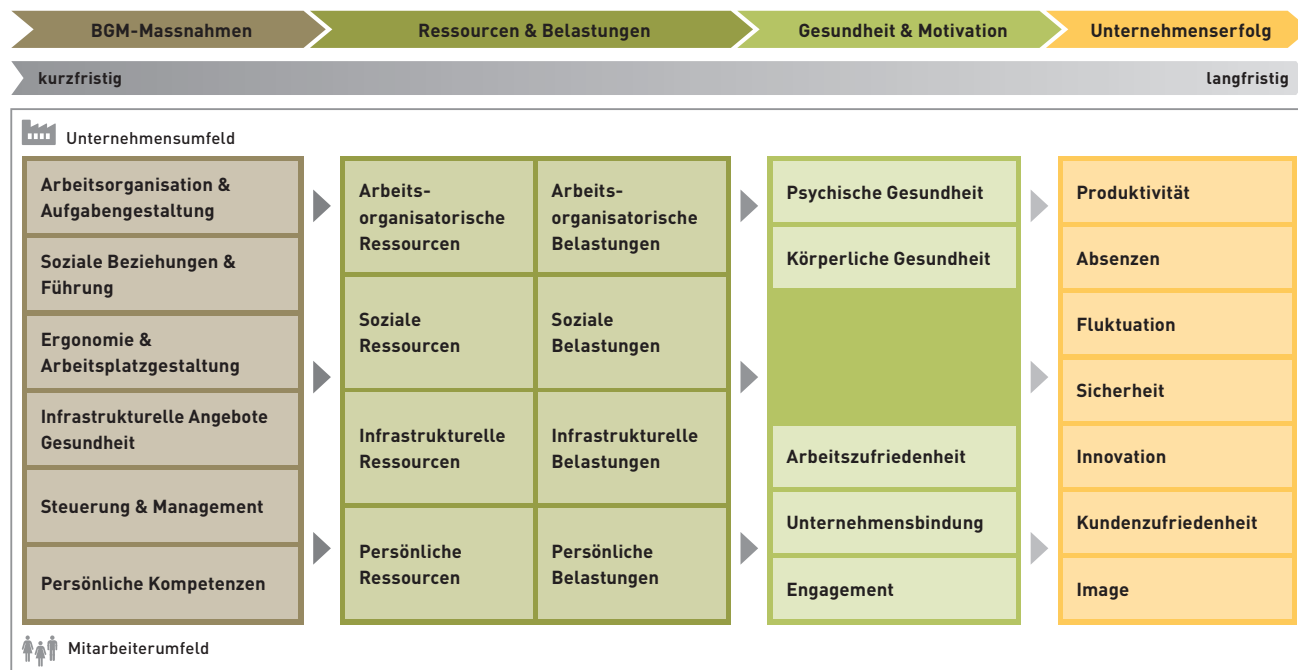 BGM-Massnahmen
Ressourcen & Belastungen
Gesundheit & Motivation
Unternehmenserfolg
kurzfristig
langfristig
Unternehmensumfeld
Arbeitsorganisation &
Aufgabengestaltung
Soziale Beziehungen &
Führung
Ergonomie &
Arbeitsplatzgestaltung
Infrastrukturelle Angebote
Gesundheit
Steuerung & Management
Persönliche Kompetenzen
Arbeits-
organisatorische
Ressourcen
Arbeits-
organisatorische
Belastungen
Soziale
Ressourcen
Soziale
Belastungen
Infrastrukturelle
Ressourcen
Infrastrukturelle
Belastungen
Persönliche
Ressourcen
Persönliche
Belastungen
Psychische Gesundheit
Körperliche Gesundheit
Arbeitszufriedenheit
Unternehmensbindung
Engagement
Produktivität
Absenzen
Fluktuation
Sicherheit
Innovation
Kundenzufriedenheit
Image
Mitarbeiterumfeld